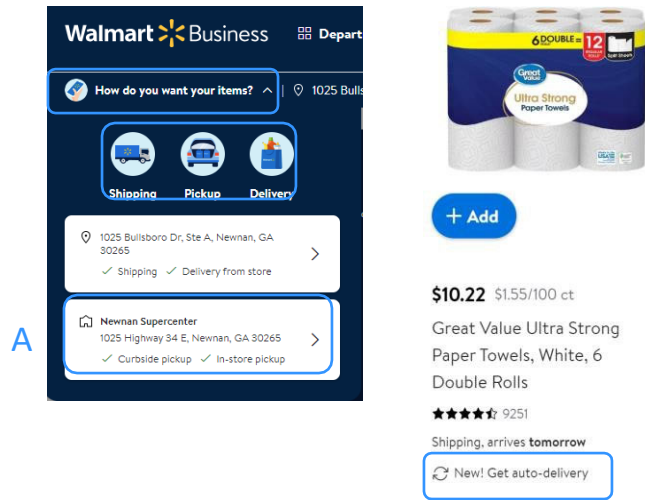 Walmart Business
Depart
How do you want your items?
1025 Bulls
Shipping Pickup Delivery
1025 Bullsboro Dr, Ste A, Newnan, GA
30265
Shipping Delivery from store
A
Newnan Supercenter
1025 Highway 34 E, Newnan, GA 30265
Curbside pickup In-store pickup
6 DOUBLE = 12
Great Value
Ultra Strong
Paper Towels
+ Add
$10.22 $1.55/100 ct
Great Value Ultra Strong
Paper Towels, White, 6
Double Rolls
9251
Shipping, arrives tomorrow
New! Get auto-delivery